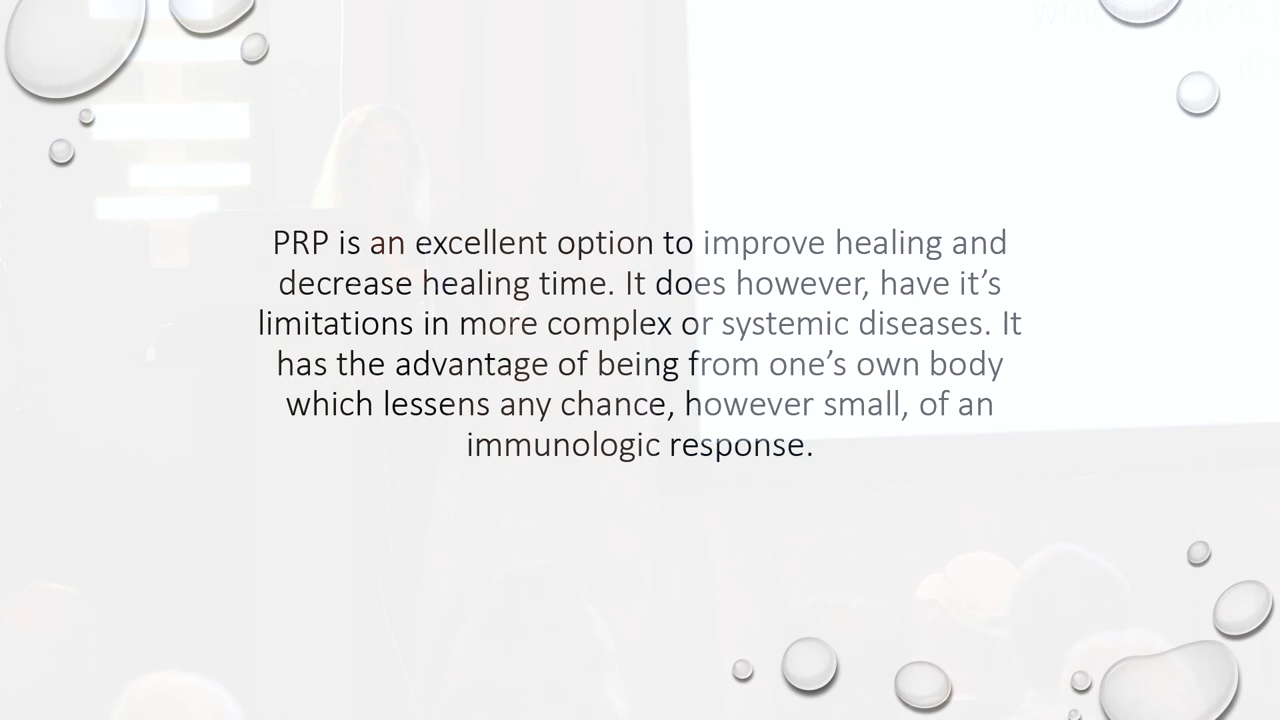 PRP is an excellent option to improve healing and
decrease healing time. It does however, have it’s
limitations in more complex or systemic diseases. It
has the advantage of being from one’s own body
which lessens any chance, however small, of an
immunologic response.